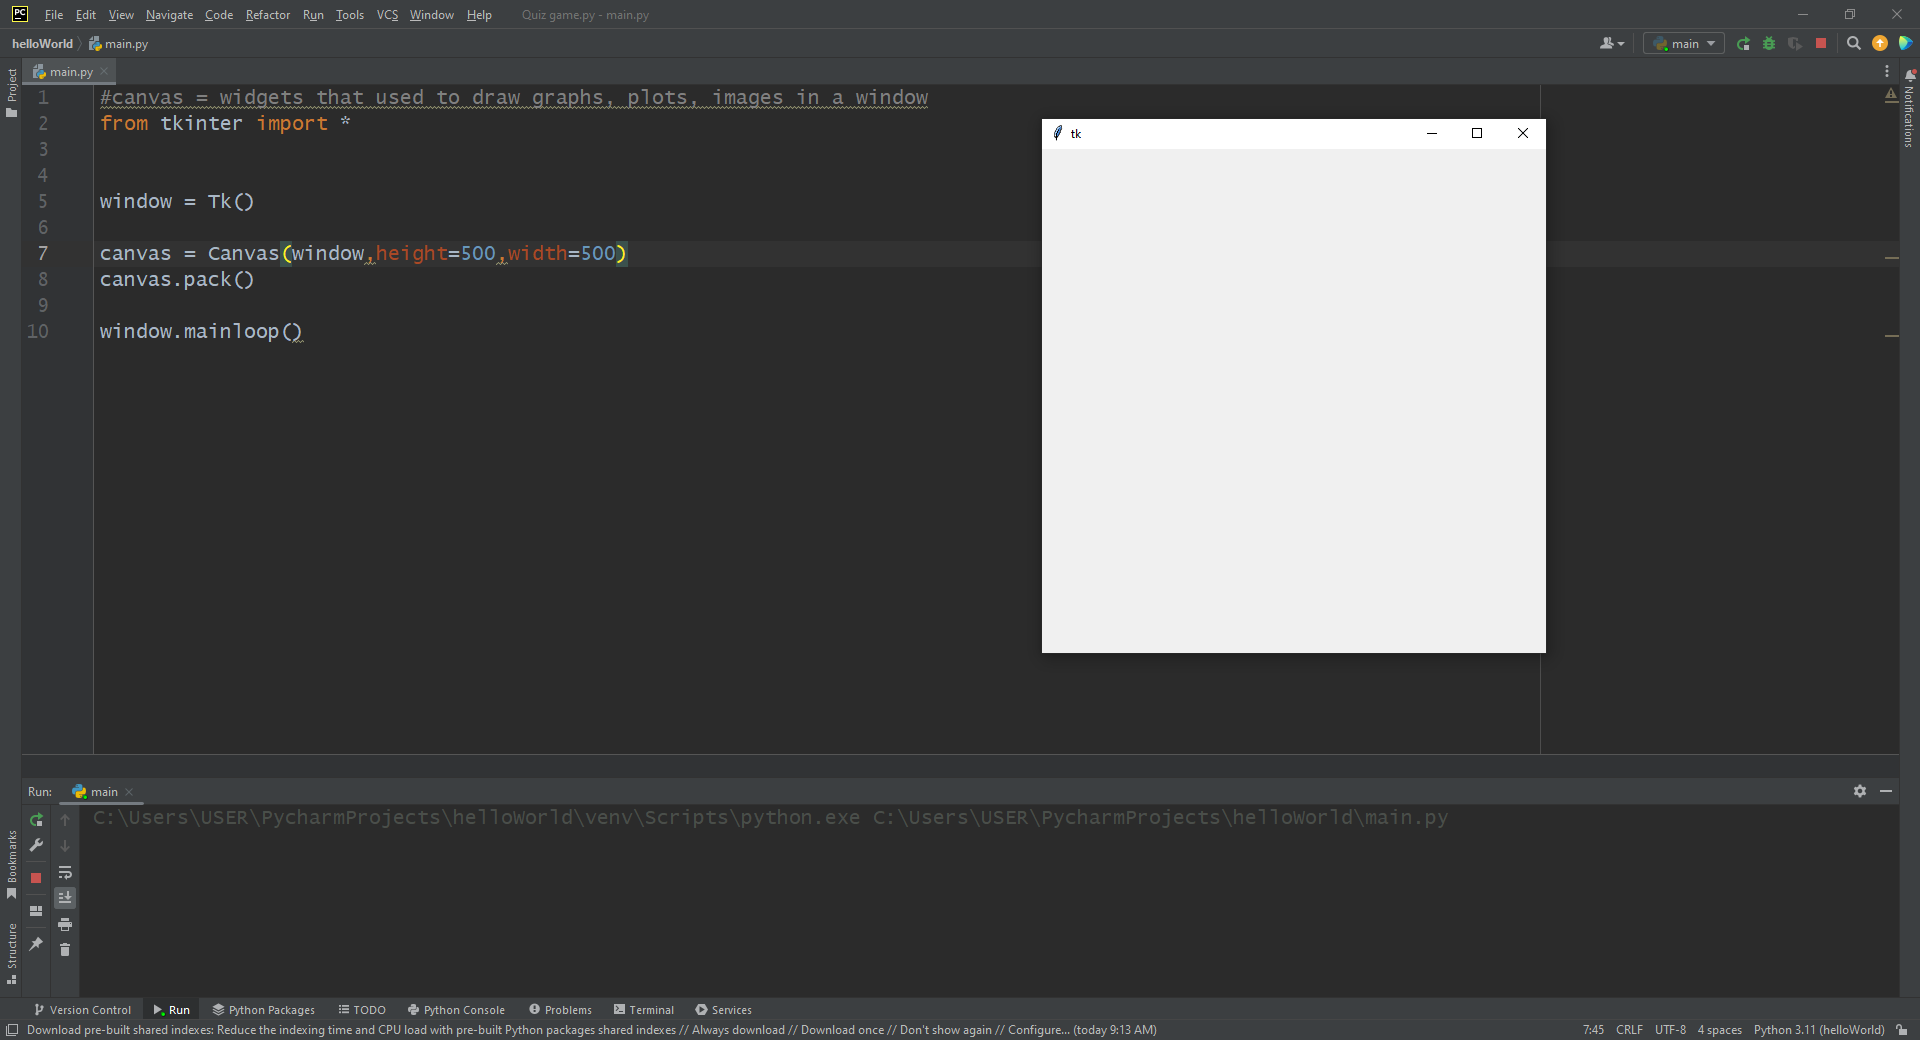 PC File Edit View Navigate Code Refactor Run Tools VCS Window Help Quiz game.py - main.py
helloWorld main.py main
Project
main.py
Notifications
1 #canvas = widgets that used to draw graphs, plots, images in a window
2 from tkinter import *
3
4
5 window = Tk()
6
7 canvas = Canvas(window,height=500,width=500)
8 canvas.pack()
9
10 window.mainloop()
tk
Run: main
C:\Users\USER\PycharmProjects\helloWorld\venv\Scripts\python.exe C:\Users\USER\PycharmProjects\helloWorld\main.py
Bookmarks
Structure
Version Control Run Python Packages TODO Python Console Problems Terminal Services
Download pre-built shared indexes: Reduce the indexing time and CPU load with pre-built Python packages shared indexes // Always download // Download once // Don't show again // Configure... (today 9:13 AM) 7:45 CRLF UTF-8 4 spaces Python 3.11 (helloWorld)